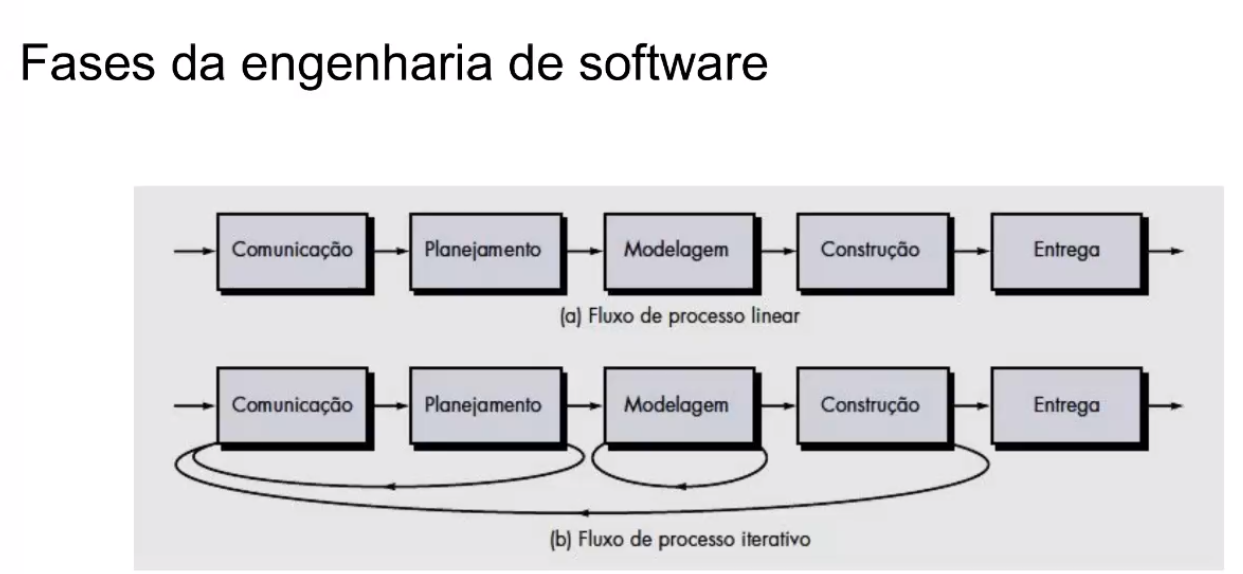 Fases da engenharia de software
Comunicação Planejamento Modelagem Construção Entrega
(a) Fluxo de processo linear
Comunicação Planejamento Modelagem Construção Entrega
(b) Fluxo de processo iterativo